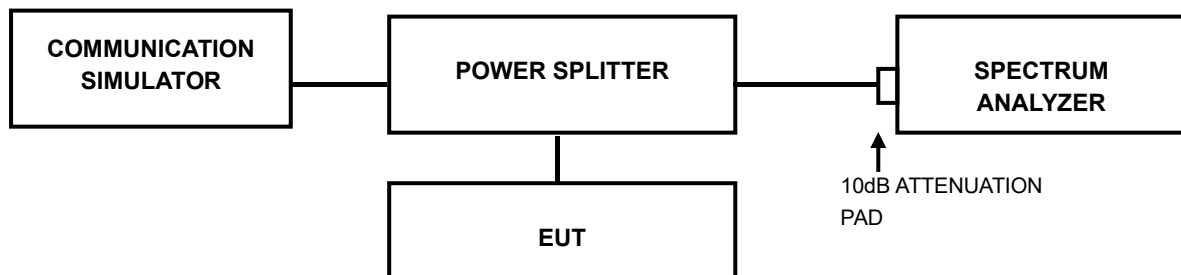 COMMUNICATION
SIMULATOR
POWER SPLITTER
SPECTRUM
ANALYZER
10dB ATTENUATION
PAD
EUT